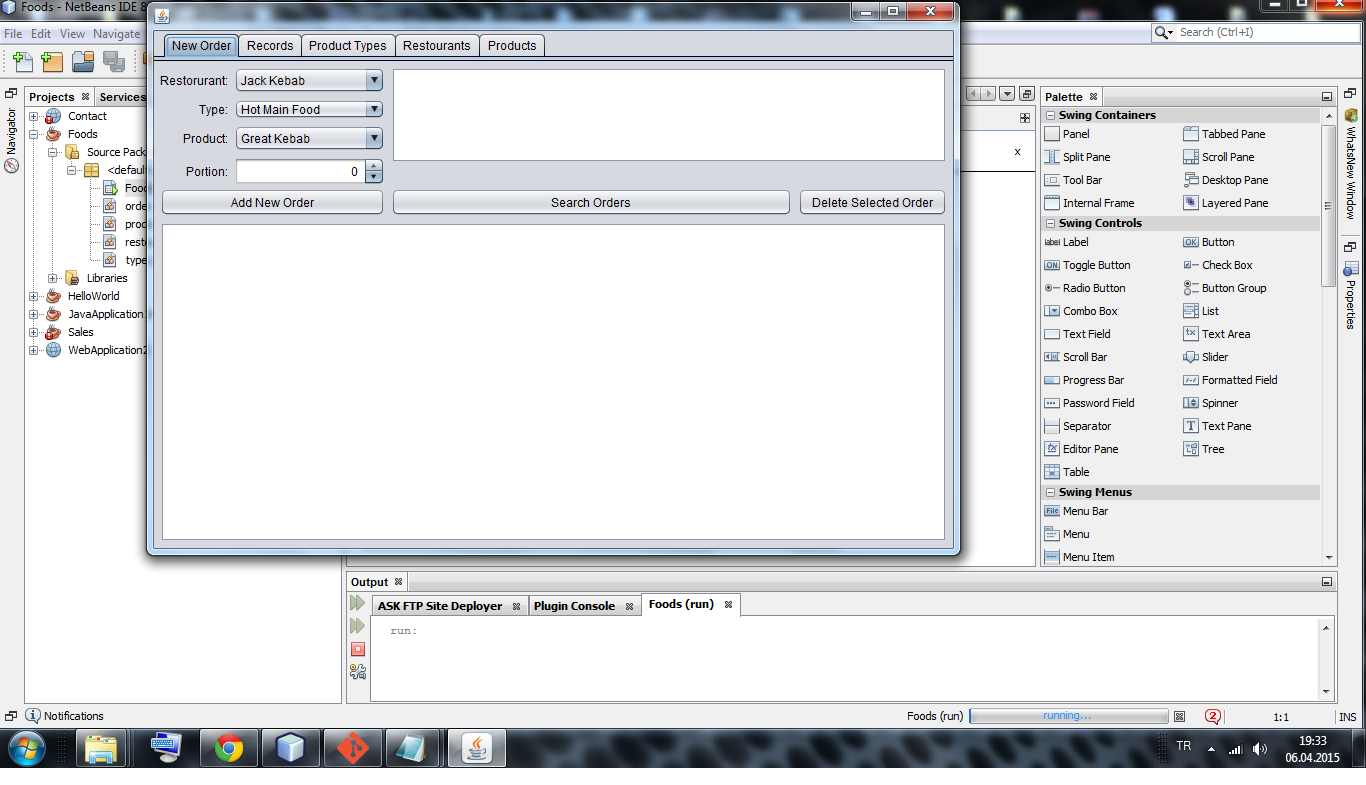 Foods - NetBeans IDE 8
File Edit View Navigate
Search (Ctrl+I)
New Order Records Product Types Restourants Products
Restorurant: Jack Kebab
Type: Hot Main Food
Product: Great Kebab
Portion: 0
Add New Order Search Orders Delete Selected Order
Projects Services
Navigator
Contact
Foods
Source Pack
<defaul
Food
orde
prod
resto
type
Libraries
HelloWorld
JavaApplication
Sales
WebApplication2
x
Palette
Swing Containers
Panel Tabbed Pane
Split Pane Scroll Pane
Tool Bar Desktop Pane
Internal Frame Layered Pane
Swing Controls
label Label OK Button
ON Toggle Button Check Box
Radio Button Button Group
Combo Box List
Text Field Text Area
Scroll Bar Slider
Progress Bar Formatted Field
Password Field Spinner
Separator Text Pane
Editor Pane Tree
Table
Swing Menus
File Menu Bar
Menu
Menu Item
WhatsNew Window
Properties
Output
ASK FTP Site Deployer Plugin Console Foods (run)
run:
Notifications
Foods (run) running... 2 1:1 INS
TR
19:33
06.04.2015